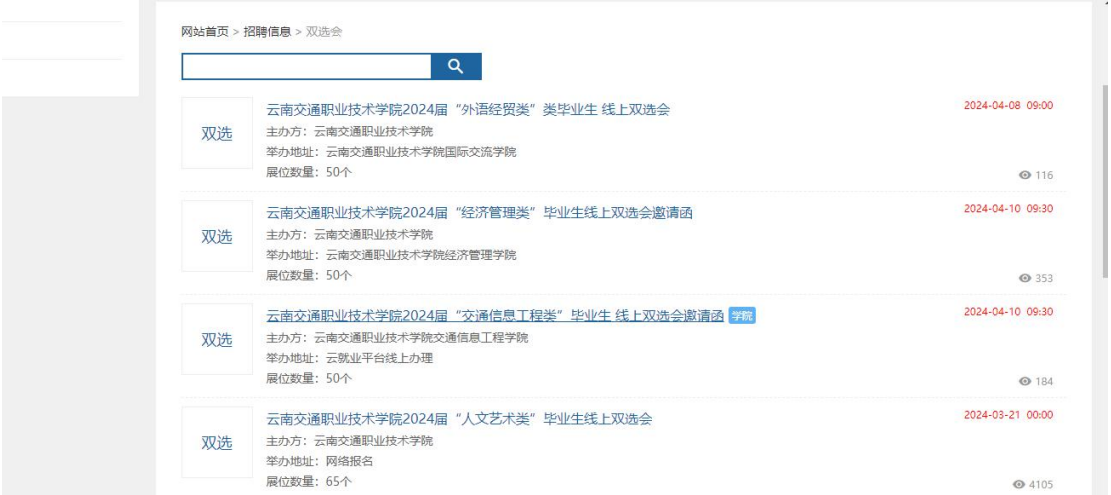 网站首页 > 招聘信息 > 双选会
双选
云南交通职业技术学院2024届“外语经贸类”类毕业生 线上双选会
2024-04-08 09:00
主办方：云南交通职业技术学院
举办地址：云南交通职业技术学院国际交流学院
展位数量：50个
116
双选
云南交通职业技术学院2024届“经济管理类”毕业生线上双选会邀请函
2024-04-10 09:30
主办方：云南交通职业技术学院
举办地址：云南交通职业技术学院经济管理学院
展位数量：50个
353
双选
云南交通职业技术学院2024届“交通信息工程类”毕业生 线上双选会邀请函 学院
2024-04-10 09:30
主办方：云南交通职业技术学院交通信息工程学院
举办地址：云就业平台线上办理
展位数量：50个
184
双选
云南交通职业技术学院2024届“人文艺术类”毕业生线上双选会
2024-03-21 00:00
主办方：云南交通职业技术学院
举办地址：网络报名
展位数量：65个
4105